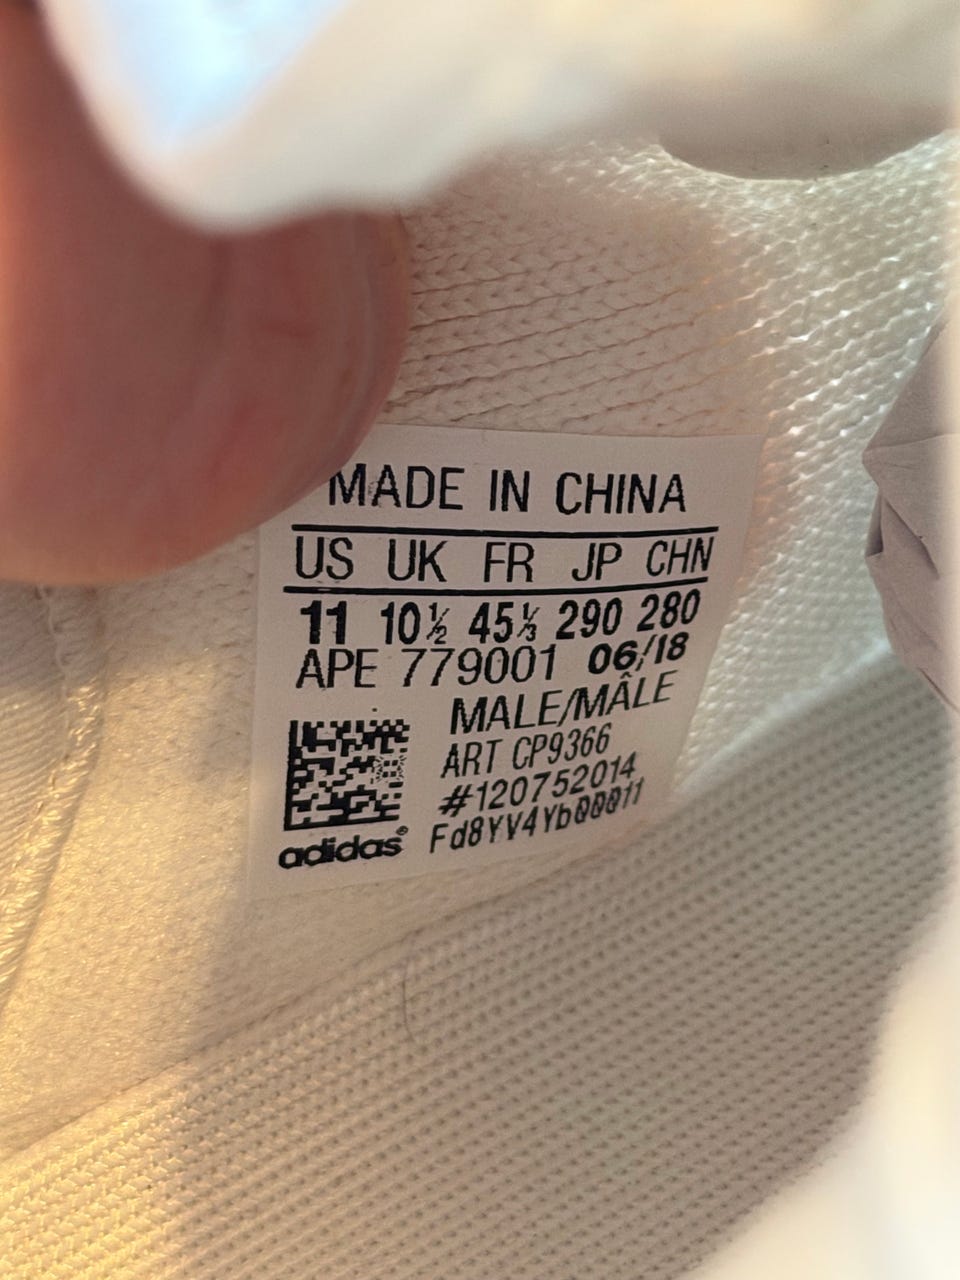 MADE IN CHINA
US UK FR JP CHN
11 10½ 45⅓ 290 280
APE 779001 06/18
MALE/MÂLE
ART CP9366
#120752014
Fd8YV4Yb00011
adidas®